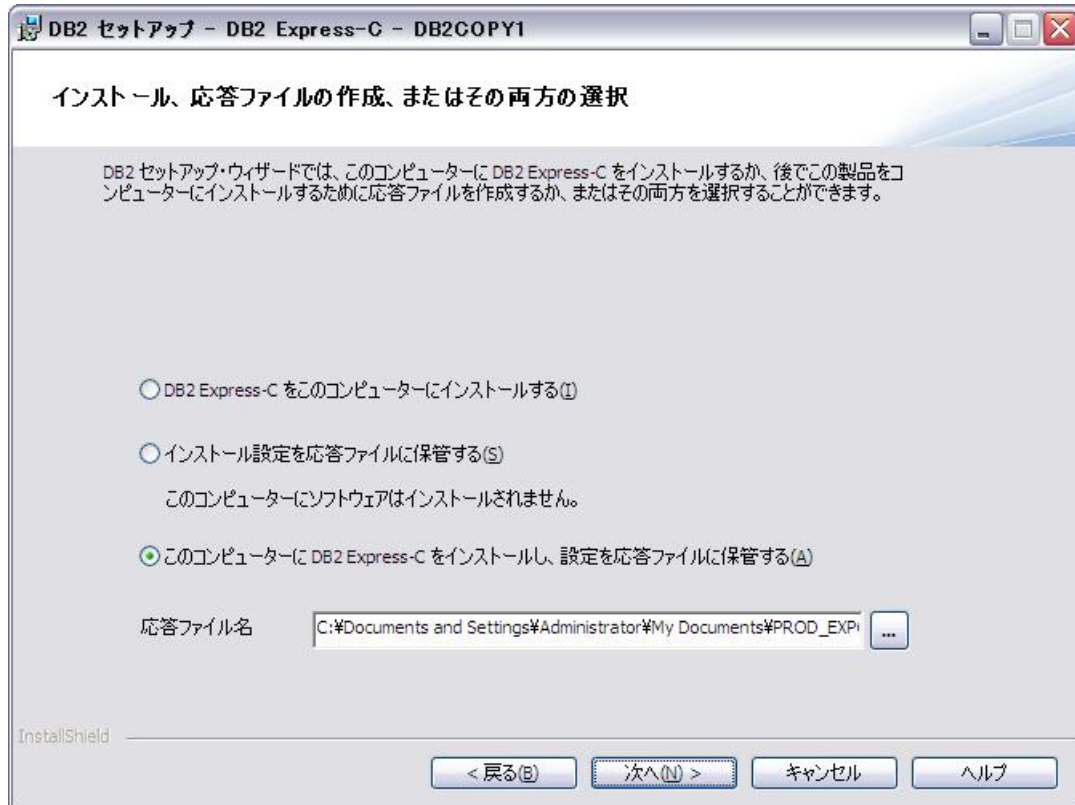 DB2 セットアップ - DB2 Express-C - DB2COPY1
インストール、応答ファイルの作成、またはその両方の選択
DB2 セットアップ・ウィザードでは、このコンピューターに DB2 Express-C をインストールするか、後でこの製品をコ
ンピューターにインストールするために応答ファイルを作成するか、またはその両方を選択することができます。
DB2 Express-C をこのコンピューターにインストールする(I)
インストール設定を応答ファイルに保管する(S)
このコンピューターにソフトウェアはインストールされません。
このコンピューターに DB2 Express-C をインストールし、設定を応答ファイルに保管する(A)
応答ファイル名 C:¥Documents and Settings¥Administrator¥My Documents¥PROD_EXP ...
InstallShield
< 戻る(B) 次へ(N) > キャンセル ヘルプ